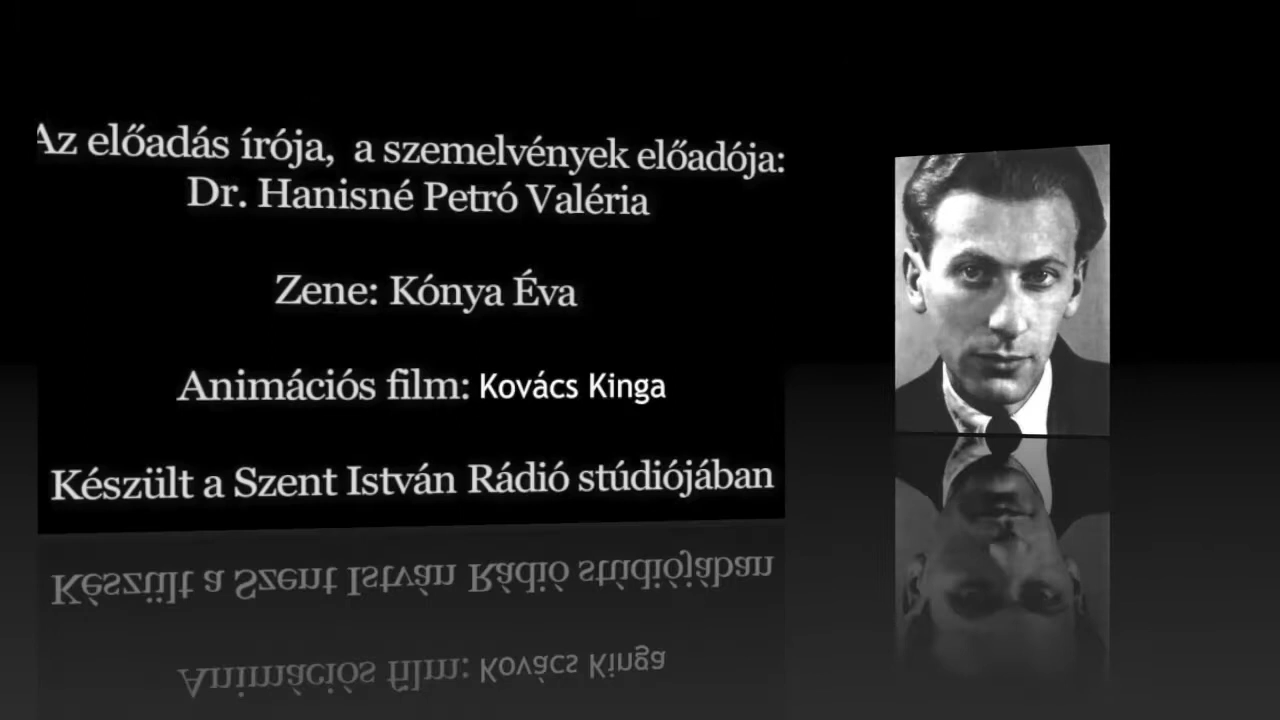 Az előadás írója, a szemelvények előadója:
Dr. Hanisné Petró Valéria
Zene: Kónya Éva
Animációs film: Kovács Kinga
Készült a Szent István Rádió stúdiójában